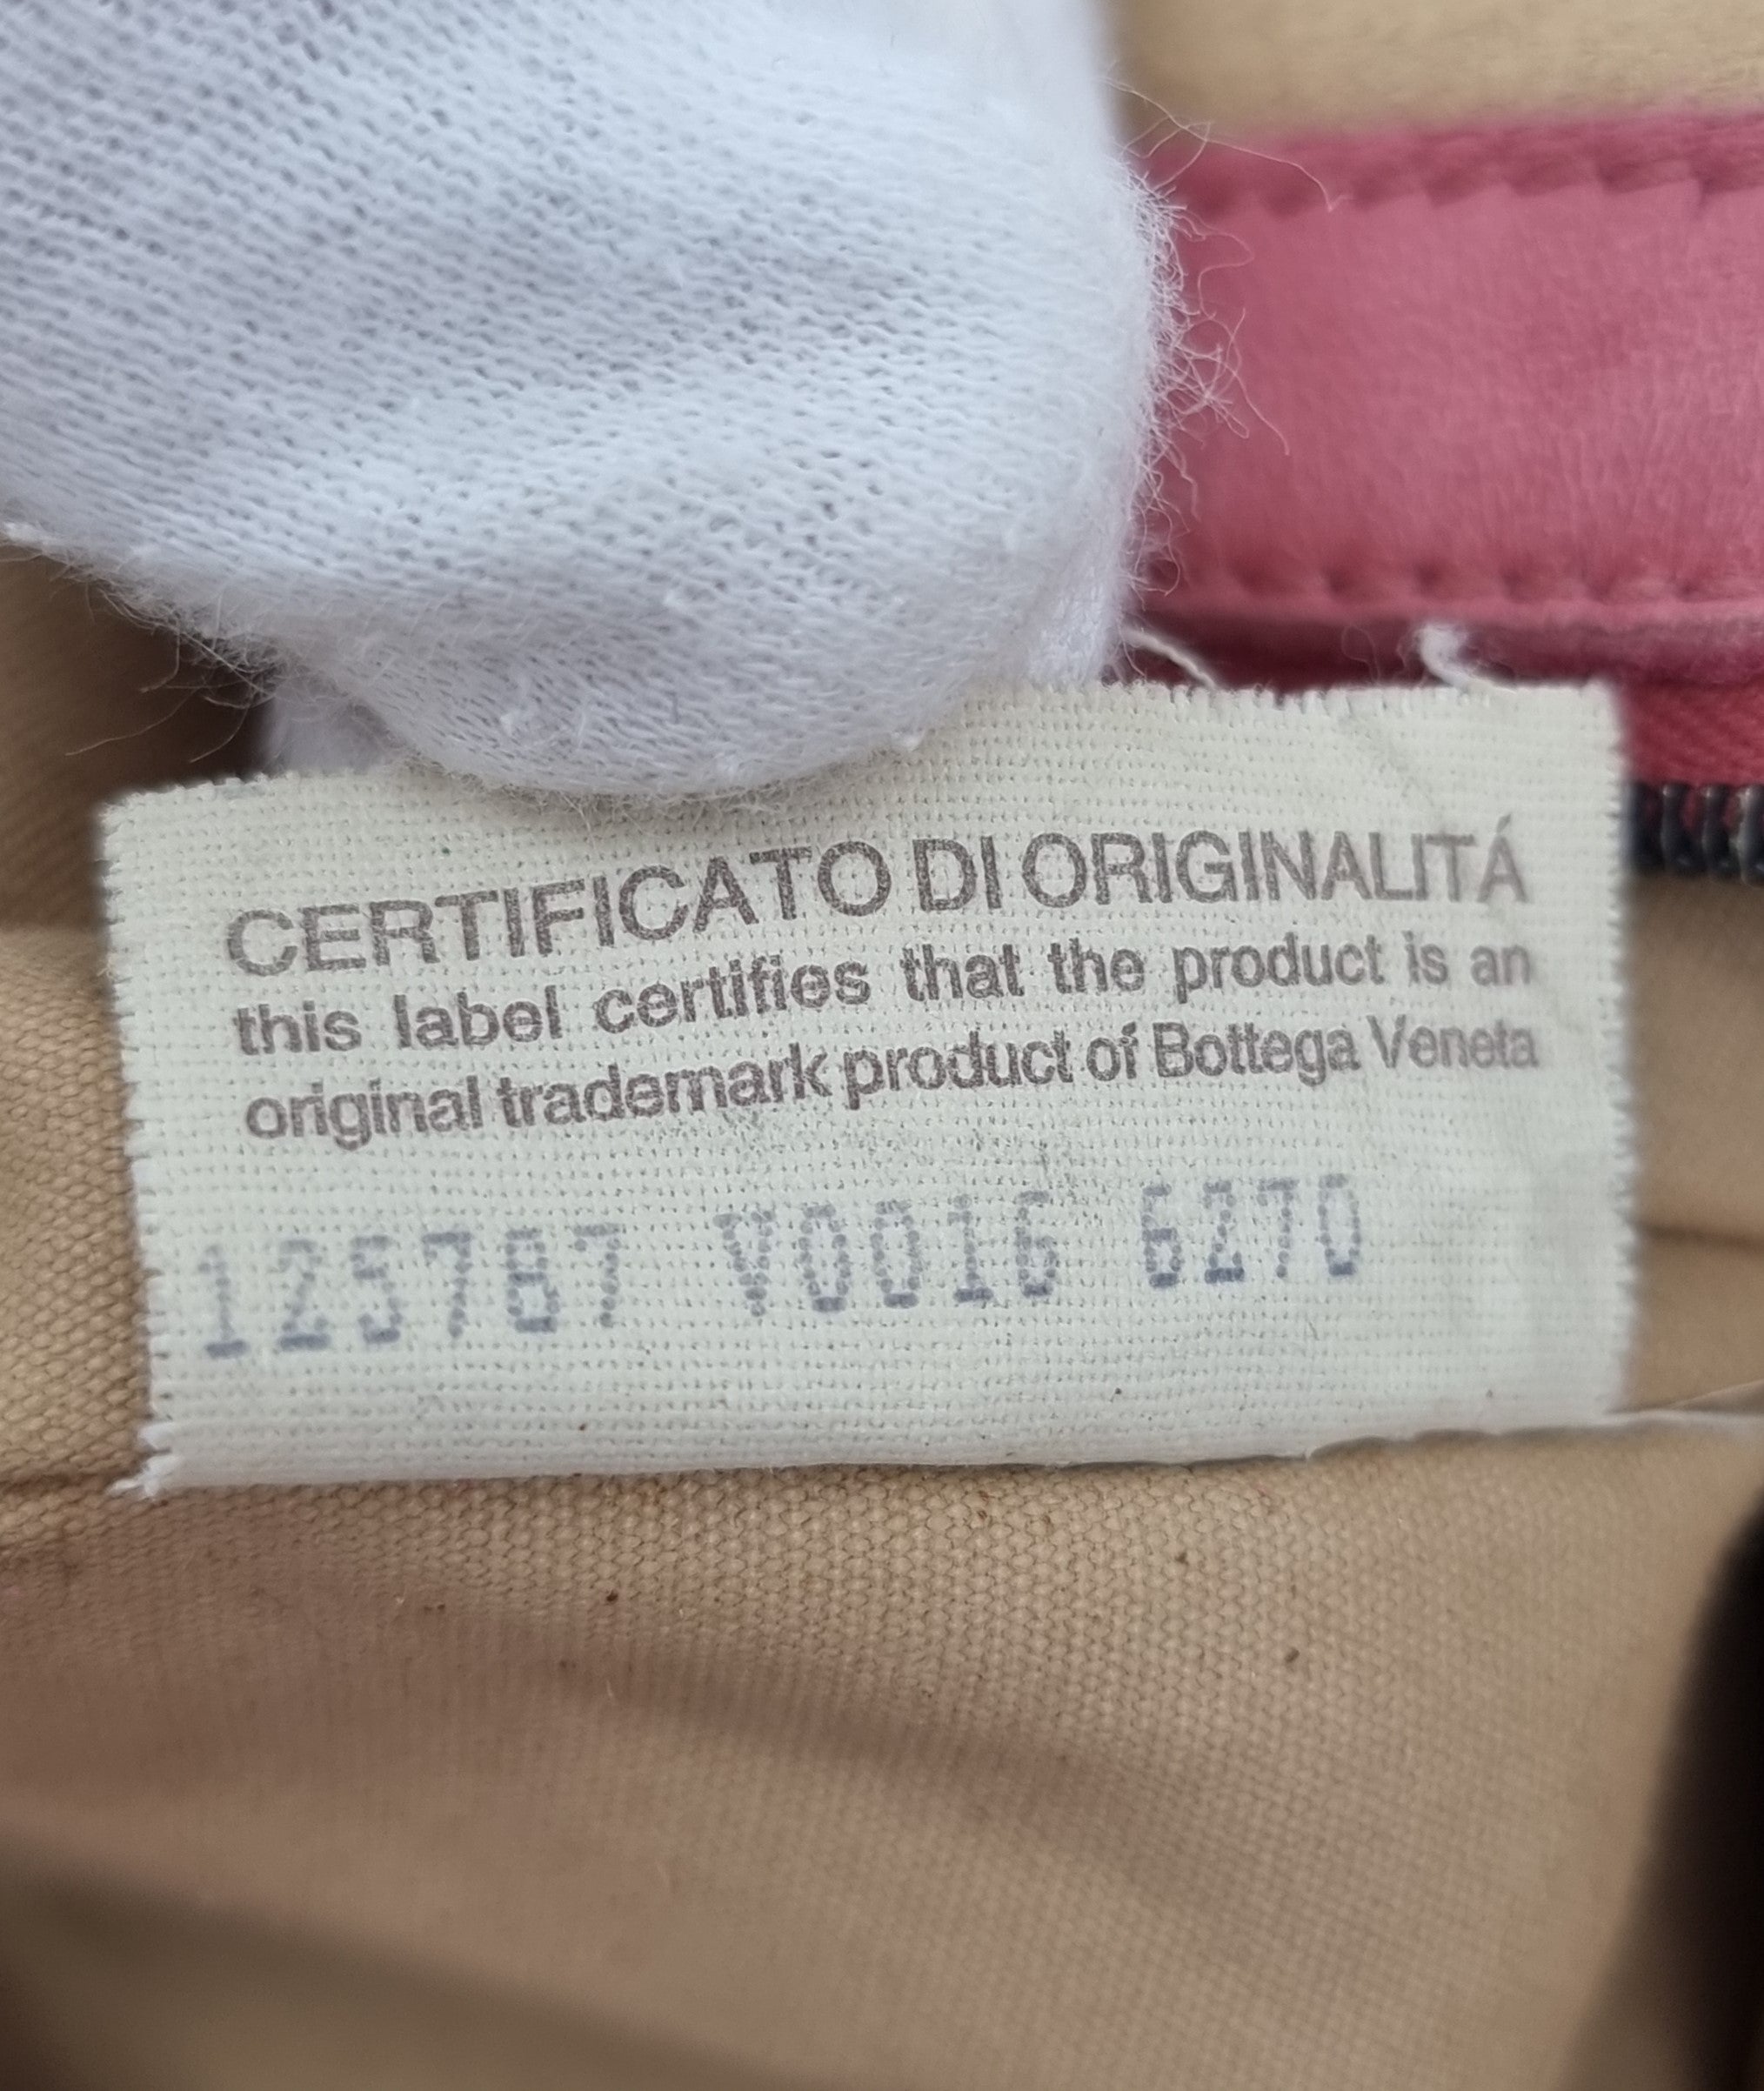 CERTIFICATO DI ORIGINALITÁ
this label certifies that the product is an
original trademark product of Bottega Veneta
125787 V0016 6270